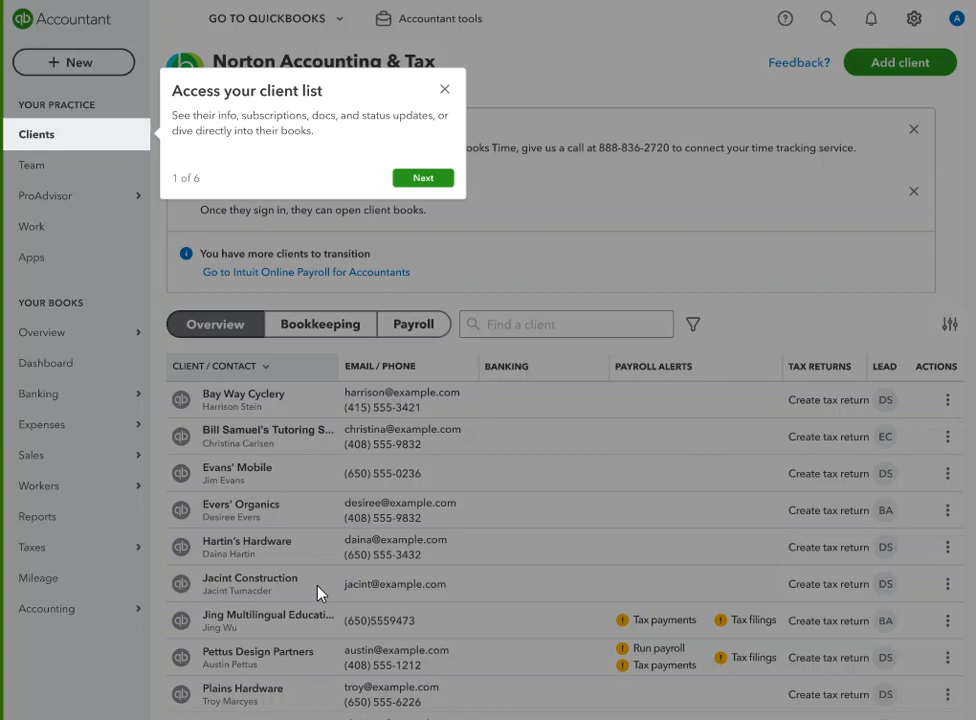 qb Accountant
GO TO QUICKBOOKS
Accountant tools
A
+ New
Norton Accounting & Tax
Feedback?
Add client
YOUR PRACTICE
Clients
Team
ProAdvisor
Work
Apps
YOUR BOOKS
Overview
Dashboard
Banking
Expenses
Sales
Workers
Reports
Taxes
Mileage
Accounting
Access your client list
See their info, subscriptions, docs, and status updates, or
dive directly into their books.
1 of 6
Next
ooks Time, give us a call at 888-836-2720 to connect your time tracking service.
Once they sign in, they can open client books.
You have more clients to transition
Go to Intuit Online Payroll for Accountants
Overview Bookkeeping Payroll Find a client
CLIENT / CONTACT EMAIL / PHONE BANKING PAYROLL ALERTS TAX RETURNS LEAD ACTIONS
qb Bay Way Cyclery harrison@example.com
Harrison Stein (415) 555-3421 Create tax return DS
qb Bill Samuel's Tutoring S... christina@example.com
Christina Carlsen (408) 555-9832 Create tax return EC
qb Evans' Mobile
Jim Evans (650) 555-0236 Create tax return DS
qb Evers' Organics desiree@example.com
Desiree Evers (408) 555-9832 Create tax return BA
qb Hartin's Hardware daina@example.com
Daina Hartin (650) 555-3432 Create tax return DS
qb Jacint Construction
Jacint Tumacder jacint@example.com Create tax return DS
qb Jing Multilingual Educati...
Jing Wu (650)5559473 Tax payments Tax filings Create tax return BA
qb Pettus Design Partners austin@example.com Run payroll
Austin Pettus (408) 555-1212 Tax payments Tax filings Create tax return DS
qb Plains Hardware troy@example.com
Troy Marcyes (650) 555-6226 Create tax return DS